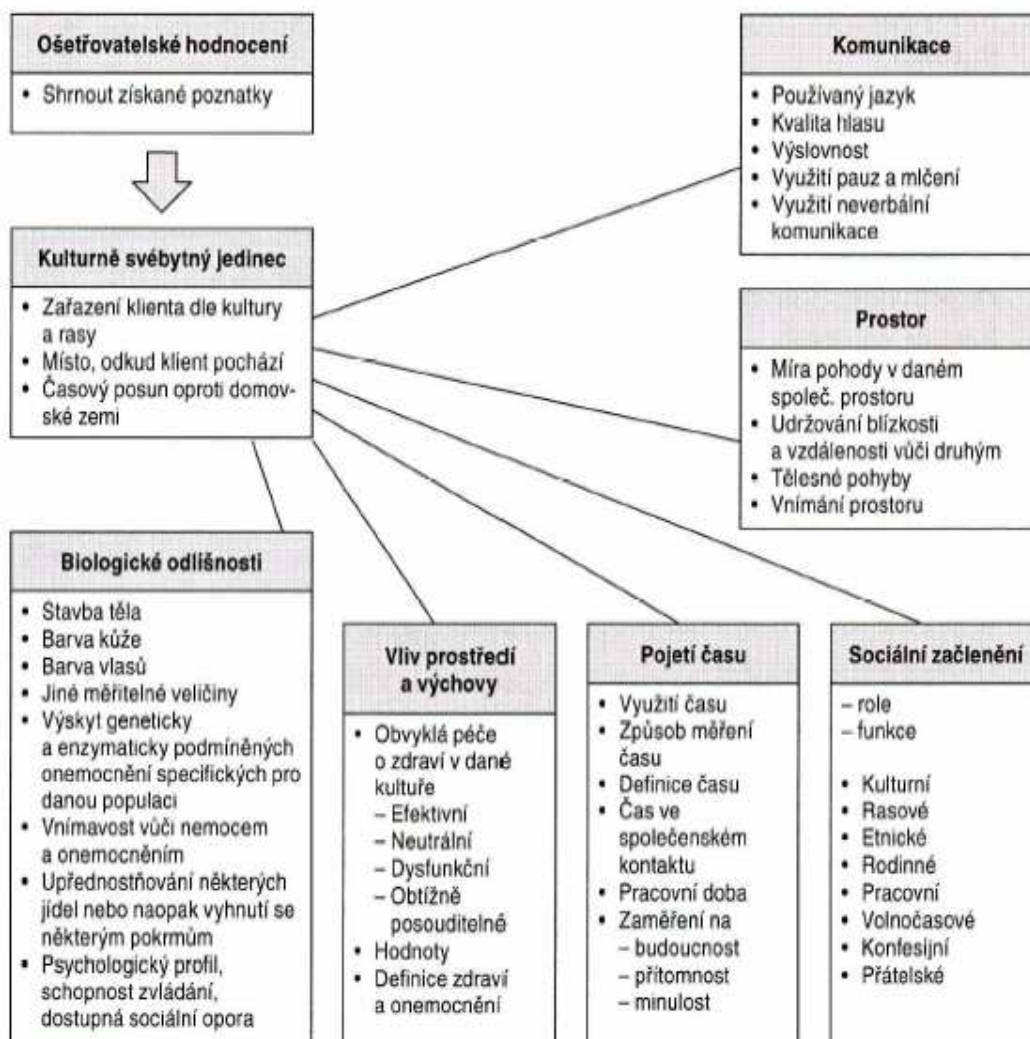 Ošetřovatelské hodnocení
• Shrnout získané poznatky
Kulturně svébytný jedinec
• Zařazení klienta dle kultury
a rasy
• Místo, odkud klient pochází
• Časový posun oproti domov-
ské zemi
Komunikace
• Používaný jazyk
• Kvalita hlasu
• Výslovnost
• Využití pauz a mlčení
• Využití neverbální
komunikace
Prostor
• Míra pohody v daném
společ. prostoru
• Udržování blízkosti
a vzdálenosti vůči druhým
• Tělesné pohyby
• Vnímání prostoru
Biologické odlišnosti
• Stavba těla
• Barva kůže
• Barva vlasů
• Jiné měřitelné veličiny
• Výskyt geneticky
a enzymaticky podmíněných
onemocnění specifických pro
danou populaci
• Vnímavost vůči nemocem
a onemocněním
• Upřednostňování některých
jídel nebo naopak vyhnutí se
některým pokrmům
• Psychologický profil,
schopnost zvládání,
dostupná sociální opora
Vliv prostředí
a výchovy
• Obvyklá péče
o zdraví v dané
kultuře
– Efektivní
– Neutrální
– Dysfunkční
– Obtížně
posouditelné
• Hodnoty
• Definice zdraví
a onemocnění
Pojetí času
• Využití času
• Způsob měření
času
• Definice času
• Čas ve
společenském
kontaktu
• Pracovní doba
• Zaměření na
– budoucnost
– přítomnost
– minulost
Sociální začlenění
– role
– funkce
• Kulturní
• Rasové
• Etnické
• Rodinné
• Pracovní
• Volnočasové
• Konfesijní
• Přátelské